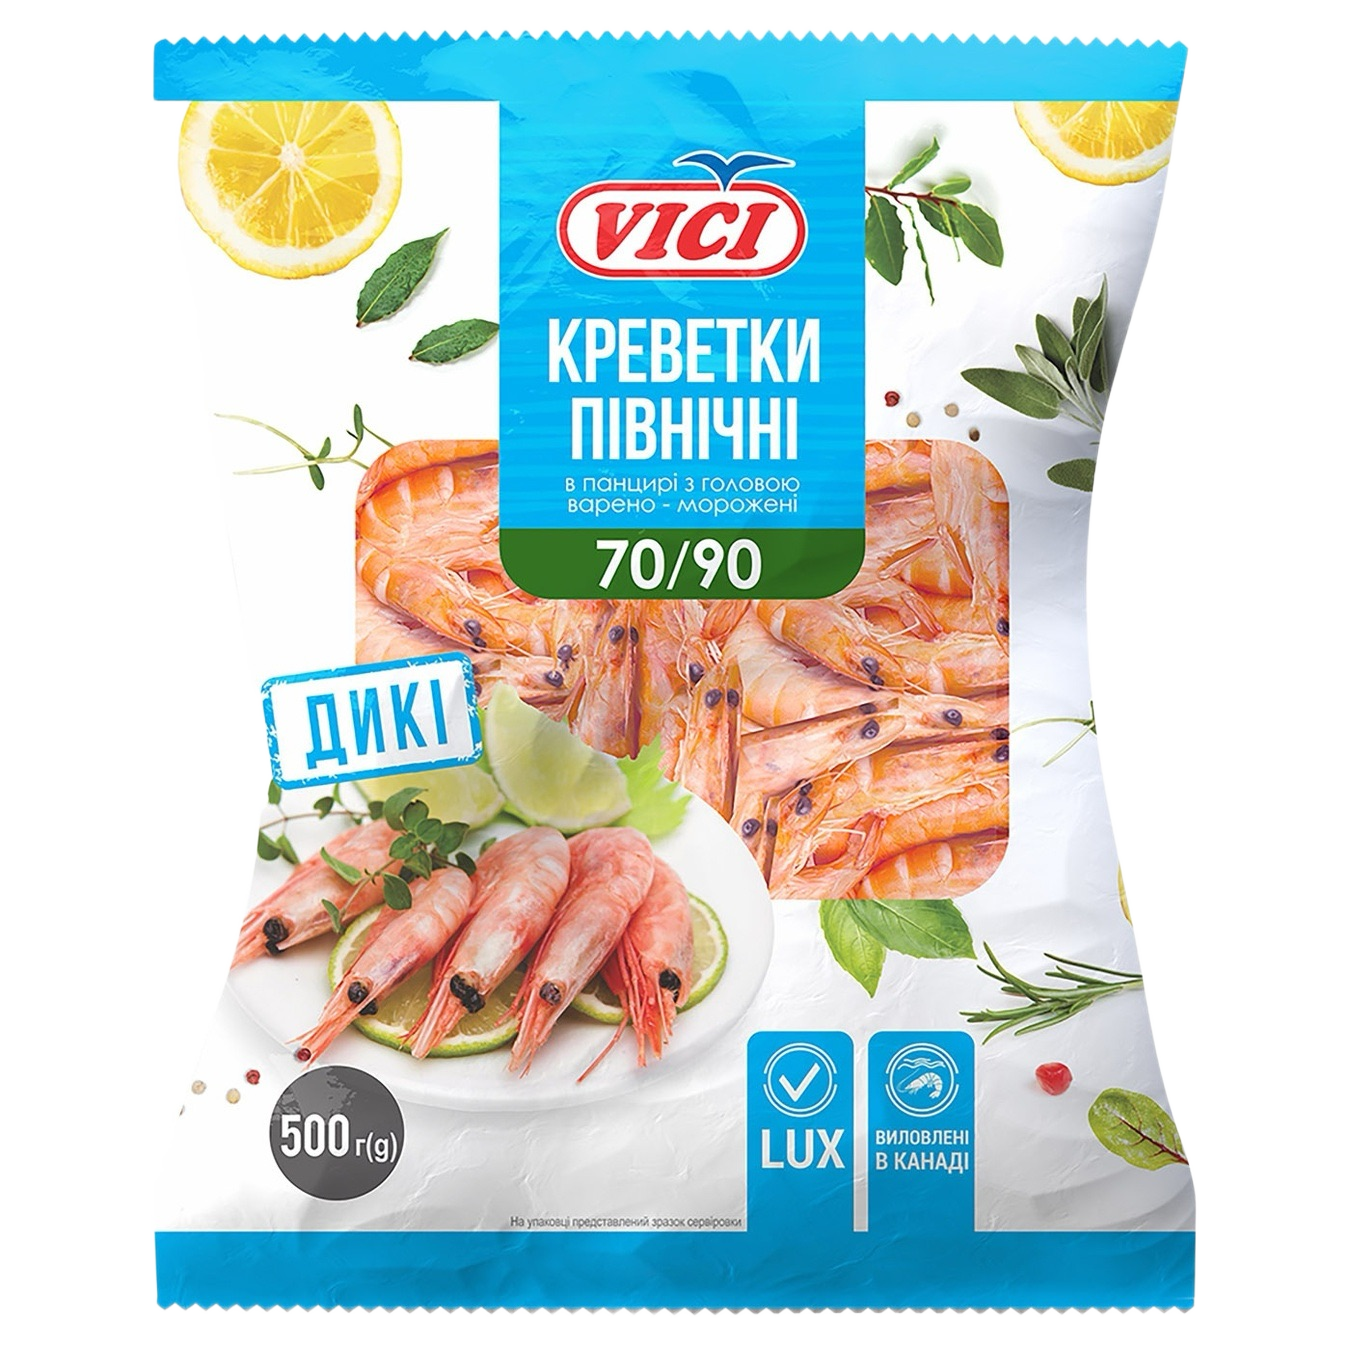 VICI
КРЕВЕТКИ
ПІВНІЧНІ
в панцирі з головою
варено - морожені
70/90
ДИКІ
500 г(g)
LUX
ВИЛОВЛЕНІ
В КАНАДІ
На упаковці представлений зразок сервіровки